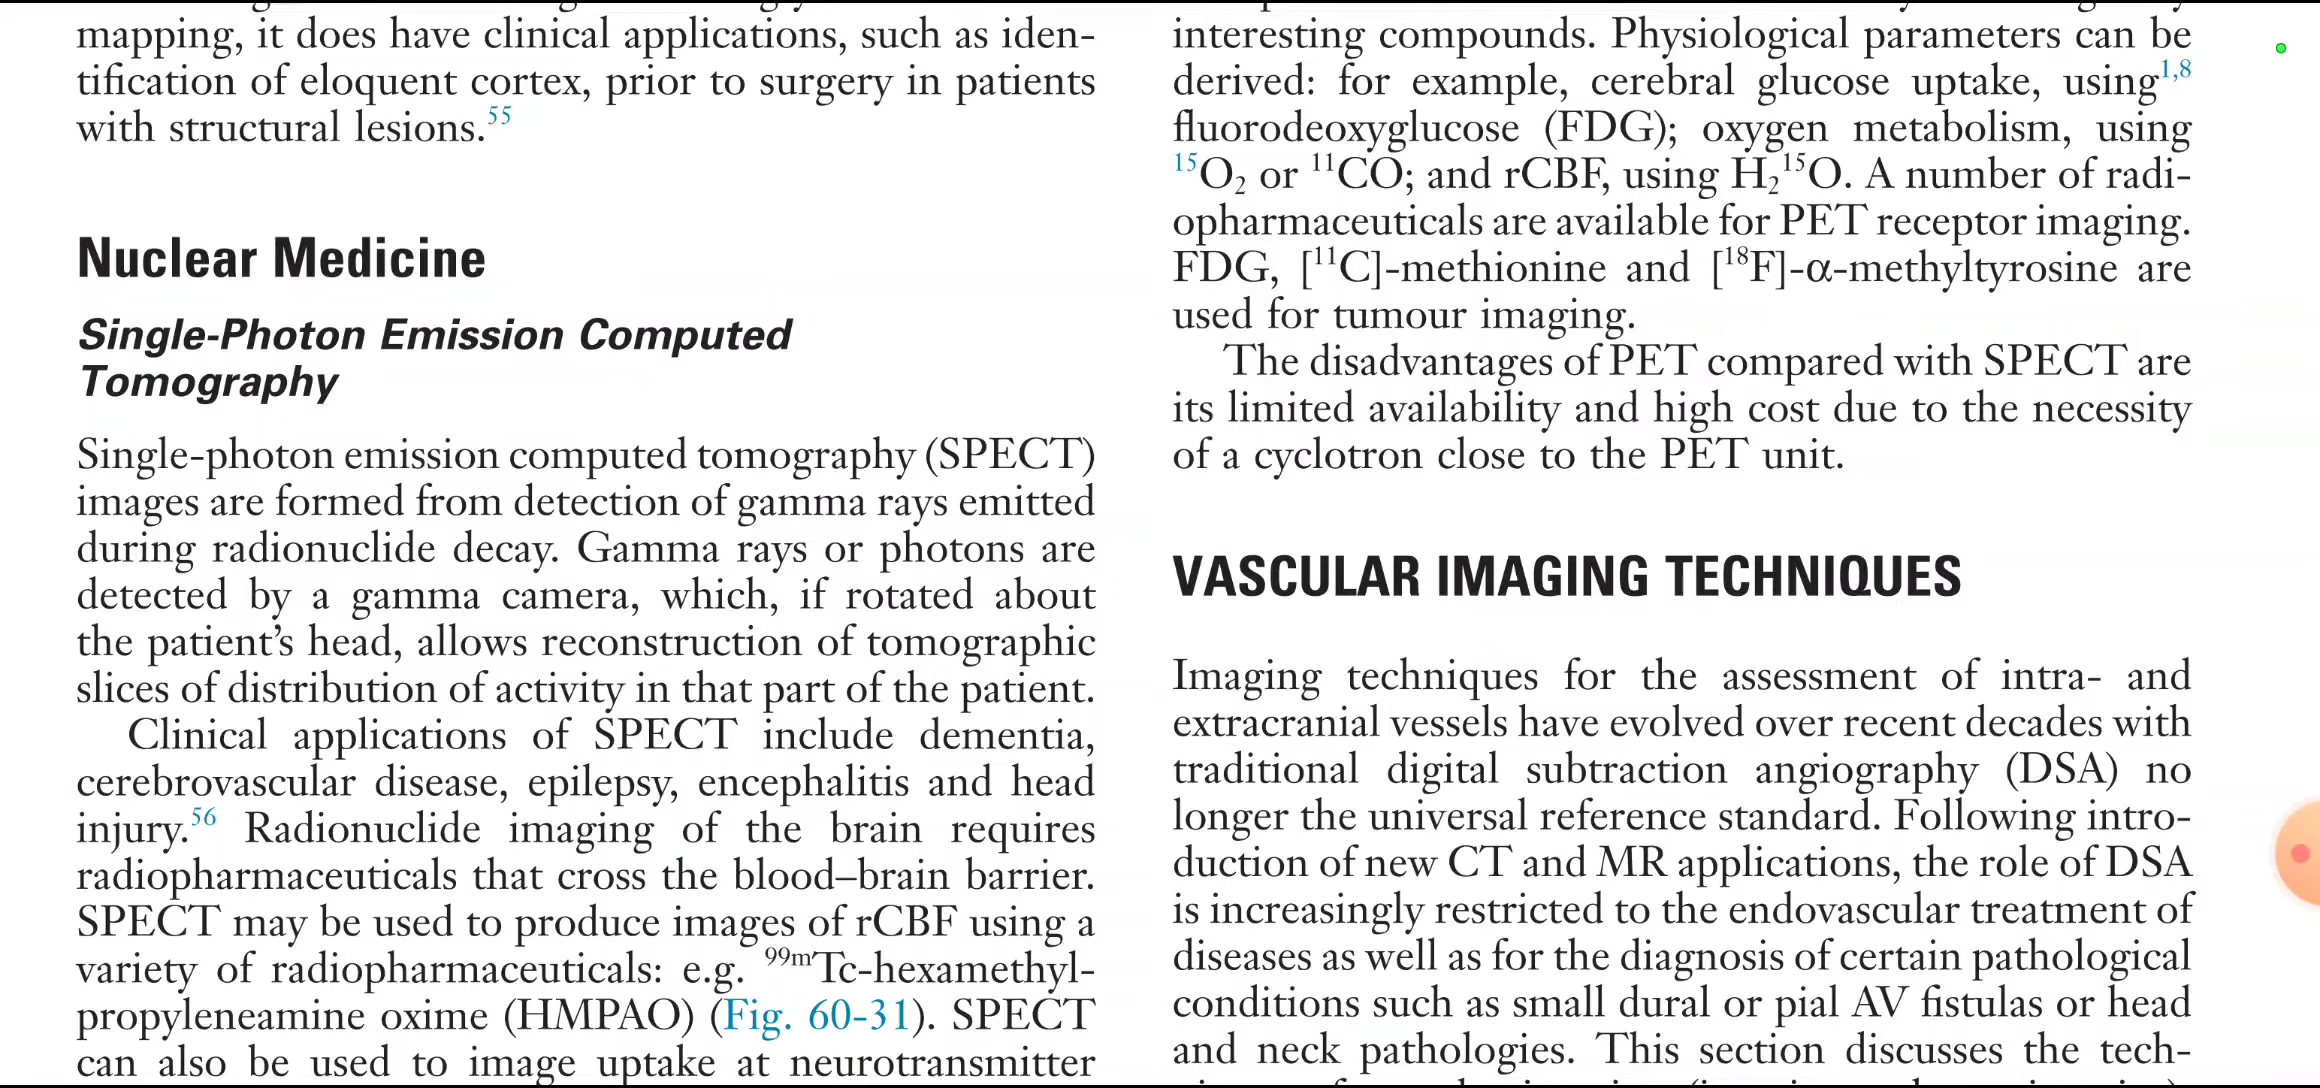 mapping, it does have clinical applications, such as iden-
tification of eloquent cortex, prior to surgery in patients
with structural lesions.55
Nuclear Medicine
Single-Photon Emission Computed
Tomography
Single-photon emission computed tomography (SPECT)
images are formed from detection of gamma rays emitted
during radionuclide decay. Gamma rays or photons are
detected by a gamma camera, which, if rotated about
the patient's head, allows reconstruction of tomographic
slices of distribution of activity in that part of the patient.
Clinical applications of SPECT include dementia,
cerebrovascular disease, epilepsy, encephalitis and head
injury.56 Radionuclide imaging of the brain requires
radiopharmaceuticals that cross the blood–brain barrier.
SPECT may be used to produce images of rCBF using a
variety of radiopharmaceuticals: e.g. 99mTc-hexamethyl-
propyleneamine oxime (HMPAO) (Fig. 60-31). SPECT
can also be used to image uptake at neurotransmitter
interesting compounds. Physiological parameters can be
derived: for example, cerebral glucose uptake, using1,8
fluorodeoxyglucose (FDG); oxygen metabolism, using
15O2 or 11CO; and rCBF, using H215O. A number of radi-
opharmaceuticals are available for PET receptor imaging.
FDG, [11C]-methionine and [18F]-α-methyltyrosine are
used for tumour imaging.
The disadvantages of PET compared with SPECT are
its limited availability and high cost due to the necessity
of a cyclotron close to the PET unit.
VASCULAR IMAGING TECHNIQUES
Imaging techniques for the assessment of intra- and
extracranial vessels have evolved over recent decades with
traditional digital subtraction angiography (DSA) no
longer the universal reference standard. Following intro-
duction of new CT and MR applications, the role of DSA
is increasingly restricted to the endovascular treatment of
diseases as well as for the diagnosis of certain pathological
conditions such as small dural or pial AV fistulas or head
and neck pathologies. This section discusses the tech-